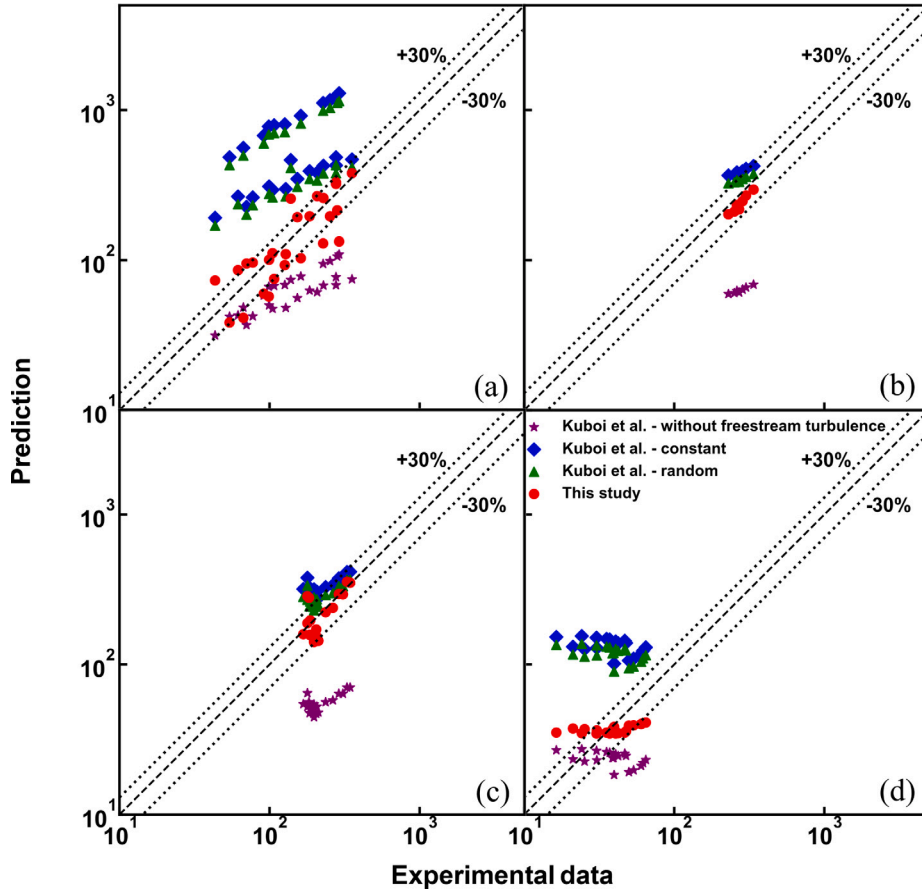 +30%
-30%
10³
10²
10¹
(a)
+30%
-30%
(b)
Prediction
+30%
-30%
10³
10²
10¹
(c)
Kuboi et al. - without freestream turbulence
Kuboi et al. - constant
Kuboi et al. - random
This study
+30%
-30%
(d)
10¹
10²
10³
10¹
10²
10³
Experimental data